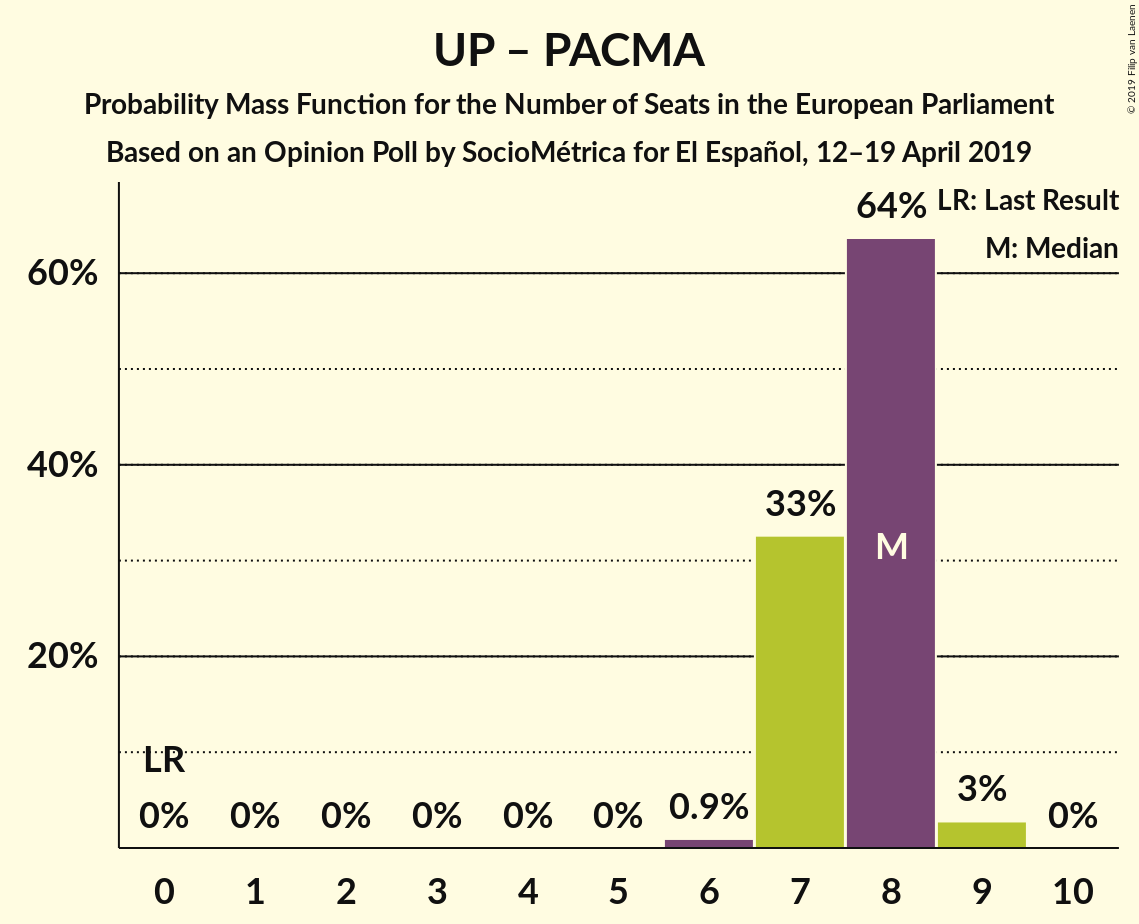 UP – PACMA
Probability Mass Function for the Number of Seats in the European Parliament
Based on an Opinion Poll by SocioMétrica for El Español, 12–19 April 2019
© 2019 Filip van Laenen
LR: Last Result
M: Median
60%
40%
20%
LR
0%
0%
0%
0%
0%
0%
0.9%
33%
64%
M
3%
0%
0 1 2 3 4 5 6 7 8 9 10